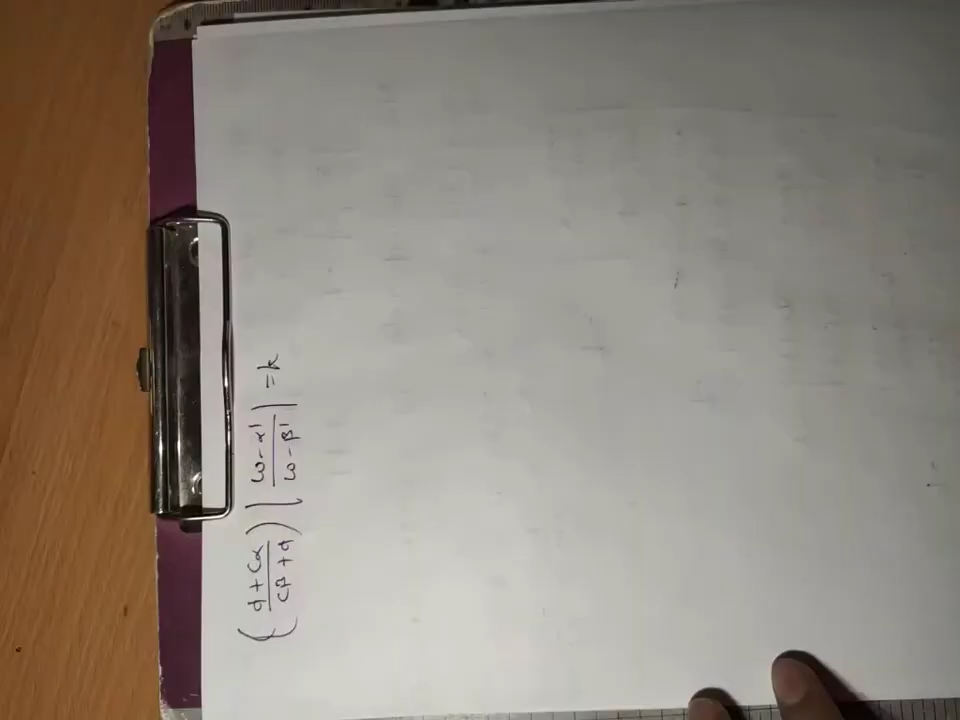 (d+cα / cβ+d) |ω-α' / ω-β'| = k